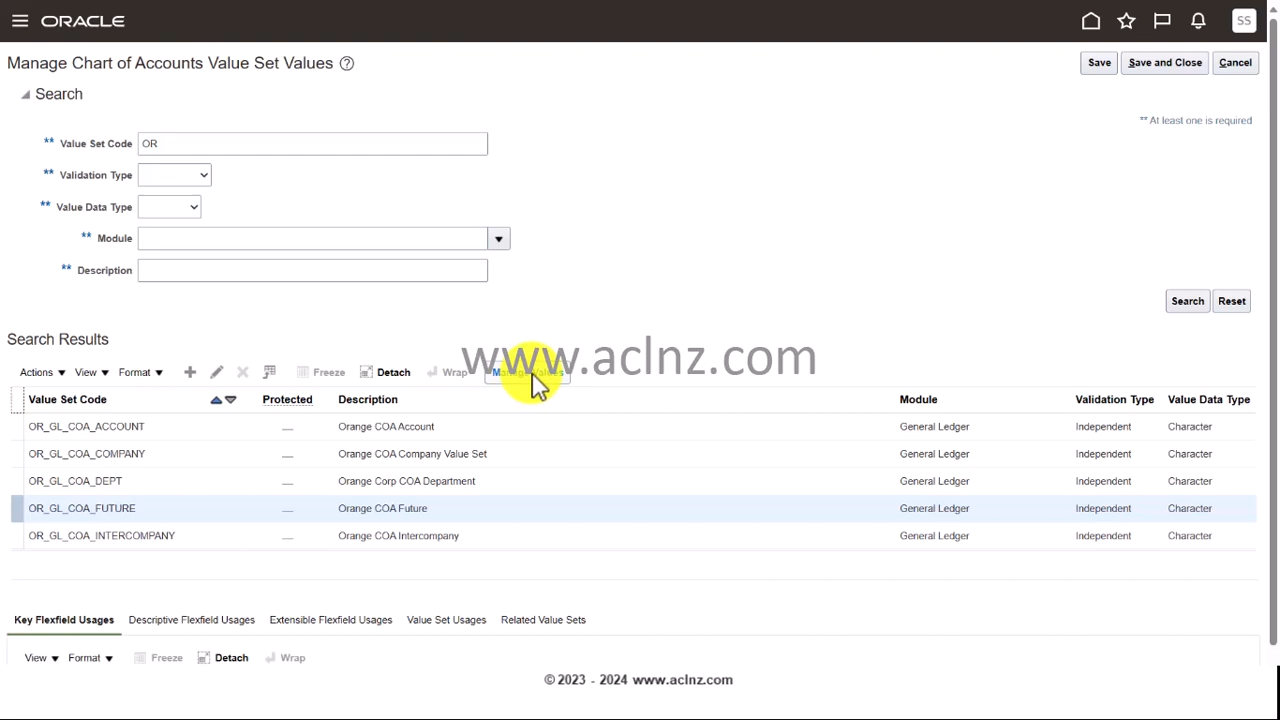 ORACLE
SS
Manage Chart of Accounts Value Set Values ?
Save Save and Close Cancel
Search
** At least one is required
** Value Set Code OR
** Validation Type
** Value Data Type
** Module
** Description
Search Reset
Search Results
www.aclnz.com
Actions View Format Freeze Detach Wrap Manage Values
Value Set Code Protected Description Module Validation Type Value Data Type
OR_GL_COA_ACCOUNT Orange COA Account General Ledger Independent Character
OR_GL_COA_COMPANY Orange COA Company Value Set General Ledger Independent Character
OR_GL_COA_DEPT Orange Corp COA Department General Ledger Independent Character
OR_GL_COA_FUTURE Orange COA Future General Ledger Independent Character
OR_GL_COA_INTERCOMPANY Orange COA Intercompany General Ledger Independent Character
Key Flexfield Usages Descriptive Flexfield Usages Extensible Flexfield Usages Value Set Usages Related Value Sets
View Format Freeze Detach Wrap
© 2023 - 2024 www.aclnz.com